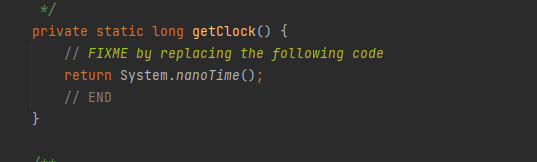 */
private static long getClock() {
// FIXME by replacing the following code
return System.nanoTime();
// END
}
/**